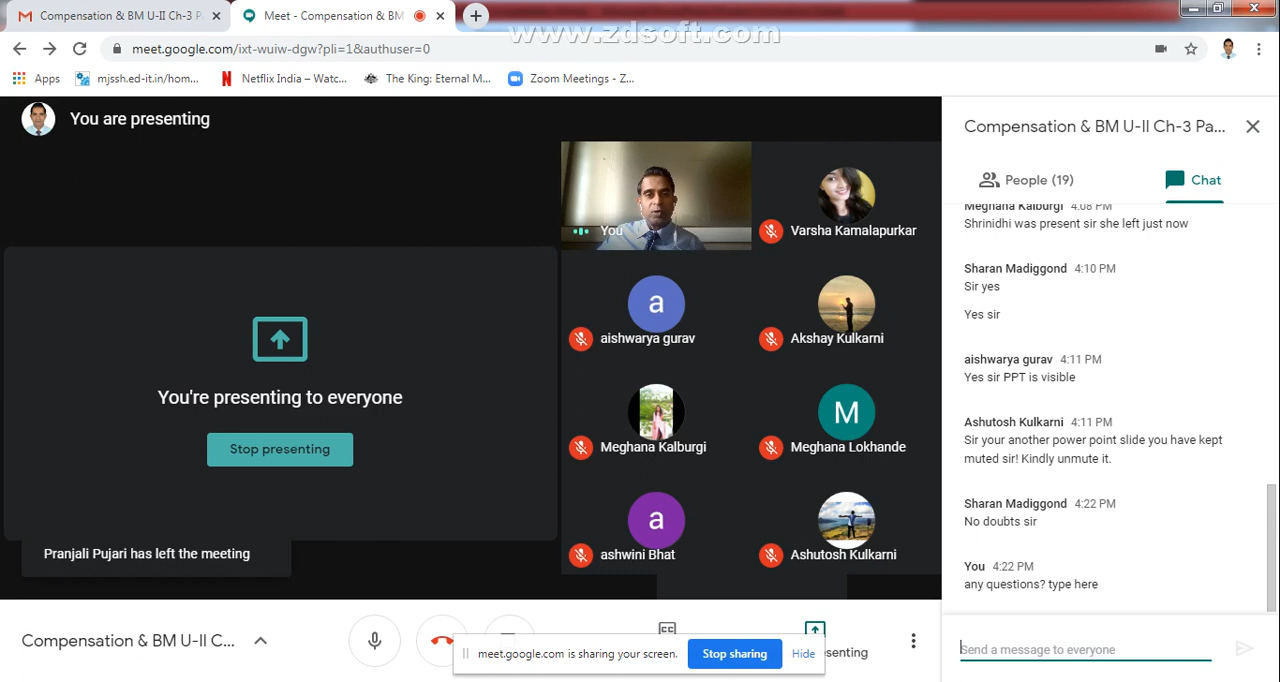 Compensation & BM U-II Ch-3 Pa
Meet - Compensation & BM
www.zdsoft.com
meet.google.com/ixt-wuiw-dgw?pli=1&authuser=0
Apps
mjssh.ed-it.in/hom...
Netflix India – Watc...
The King: Eternal M...
Zoom Meetings - Z...
You are presenting
You're presenting to everyone
Stop presenting
Pranjali Pujari has left the meeting
You
Varsha Kamalapurkar
a
aishwarya gurav
Akshay Kulkarni
Meghana Kalburgi
M
Meghana Lokhande
a
ashwini Bhat
Ashutosh Kulkarni
Compensation & BM U-II Ch-3 Pa...
People (19)
Chat
Meghana Kalburgi 4:08 PM
Shrinidhi was present sir she left just now
Sharan Madiggond 4:10 PM
Sir yes
Yes sir
aishwarya gurav 4:11 PM
Yes sir PPT is visible
Ashutosh Kulkarni 4:11 PM
Sir your another power point slide you have kept
muted sir! Kindly unmute it.
Sharan Madiggond 4:22 PM
No doubts sir
You 4:22 PM
any questions? type here
Send a message to everyone
Compensation & BM U-II C...
CC
esenting
meet.google.com is sharing your screen.
Stop sharing
Hide